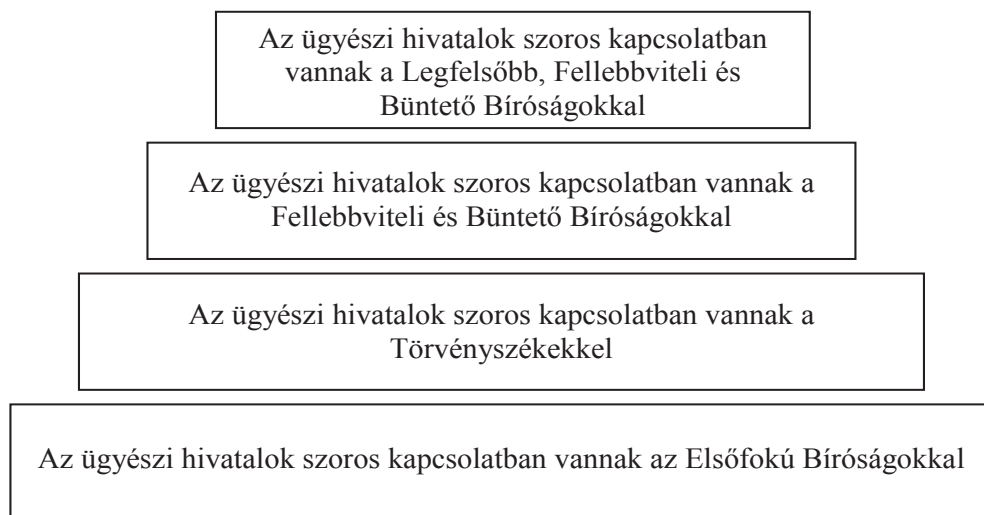 Az ügyészi hivatalok szoros kapcsolatban
vannak a Legfelsőbb, Fellebbviteli és
Büntető Bíróságokkal
Az ügyészi hivatalok szoros kapcsolatban vannak a
Fellebbviteli és Büntető Bíróságokkal
Az ügyészi hivatalok szoros kapcsolatban vannak a
Törvényszékekkel
Az ügyészi hivatalok szoros kapcsolatban vannak az Elsőfokú Bíróságokkal